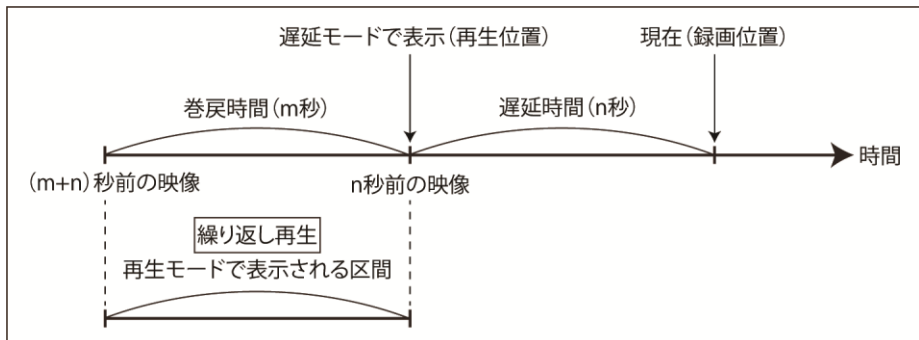 遅延モードで表示（再生位置）
現在（録画位置）
巻戻時間（m秒）
遅延時間（n秒）
時間
（m+n）秒前の映像
n秒前の映像
繰り返し再生
再生モードで表示される区間